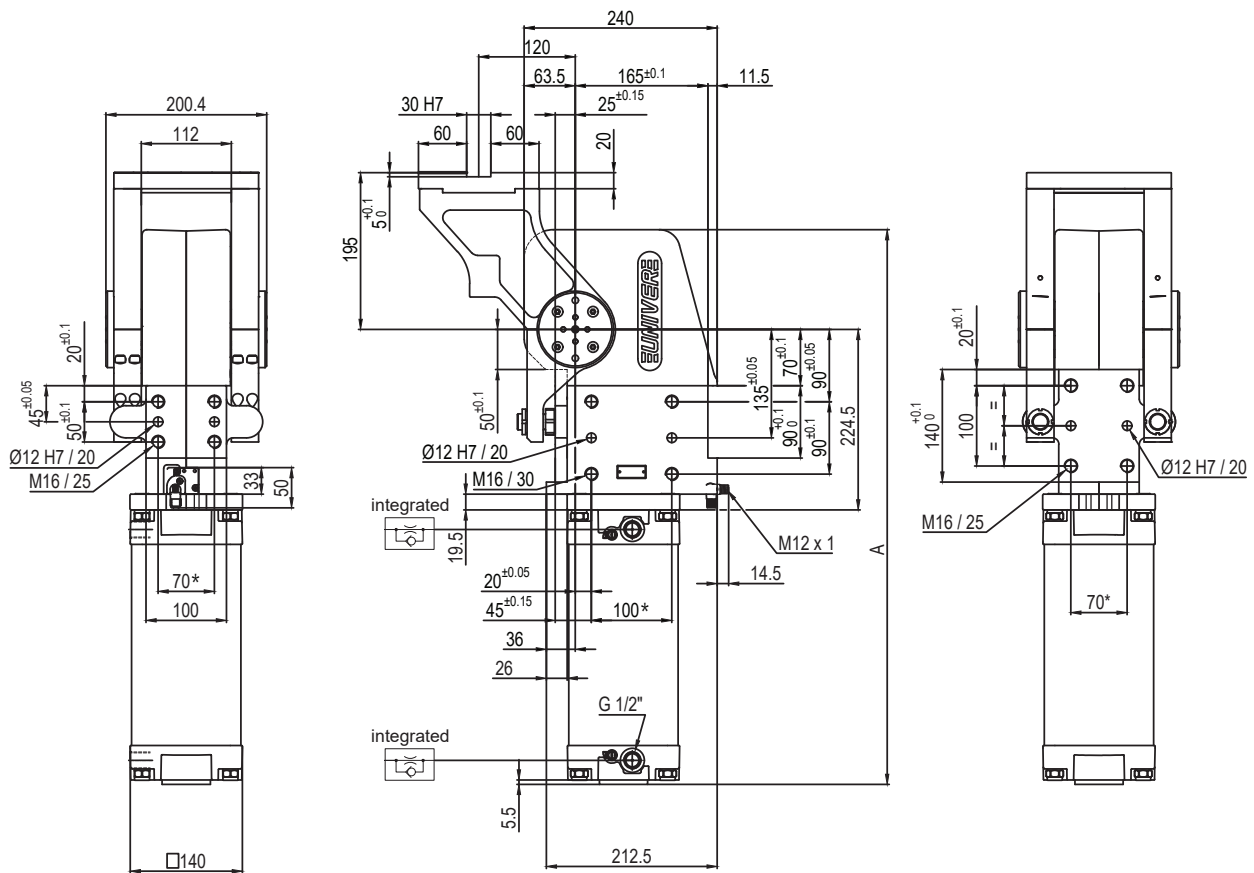 240
120
63.5
165±0.1
11.5
200.4
30 H7
25±0.15
112
60
60
20
5 +0.1 0
195
UNIVER
20±0.1
45±0.05
50±0.1
50±0.1
135±0.05
70±0.1
90±0.05
90 +0.1 0
90±0.1
224.5
20±0.1
140 +0.1 0
100
=
=
Ø12 H7 / 20
M16 / 25
33
50
Ø12 H7 / 20
M16 / 30
Ø12 H7 / 20
M16 / 25
integrated
19.5
M12 x 1
A
14.5
70*
100
20±0.05
45±0.15
100*
70*
36
26
G 1/2"
integrated
5.5
□140
212.5